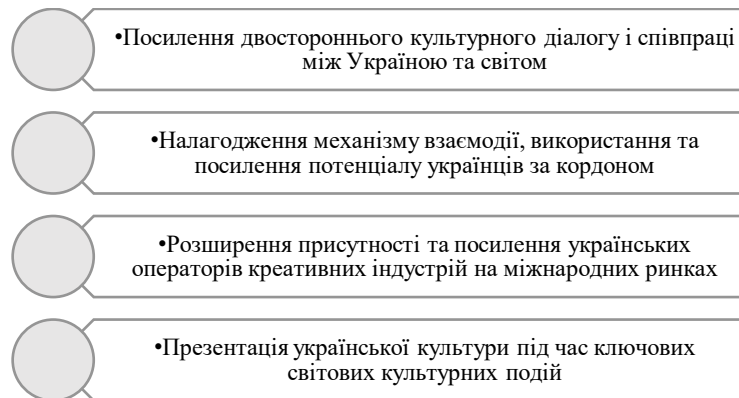 •Посилення двостороннього культурного діалогу і співпраці
між Україною та світом
•Налагодження механізму взаємодії, використання та
посилення потенціалу українців за кордоном
•Розширення присутності та посилення українських
операторів креативних індустрій на міжнародних ринках
•Презентація української культури під час ключових
світових культурних подій